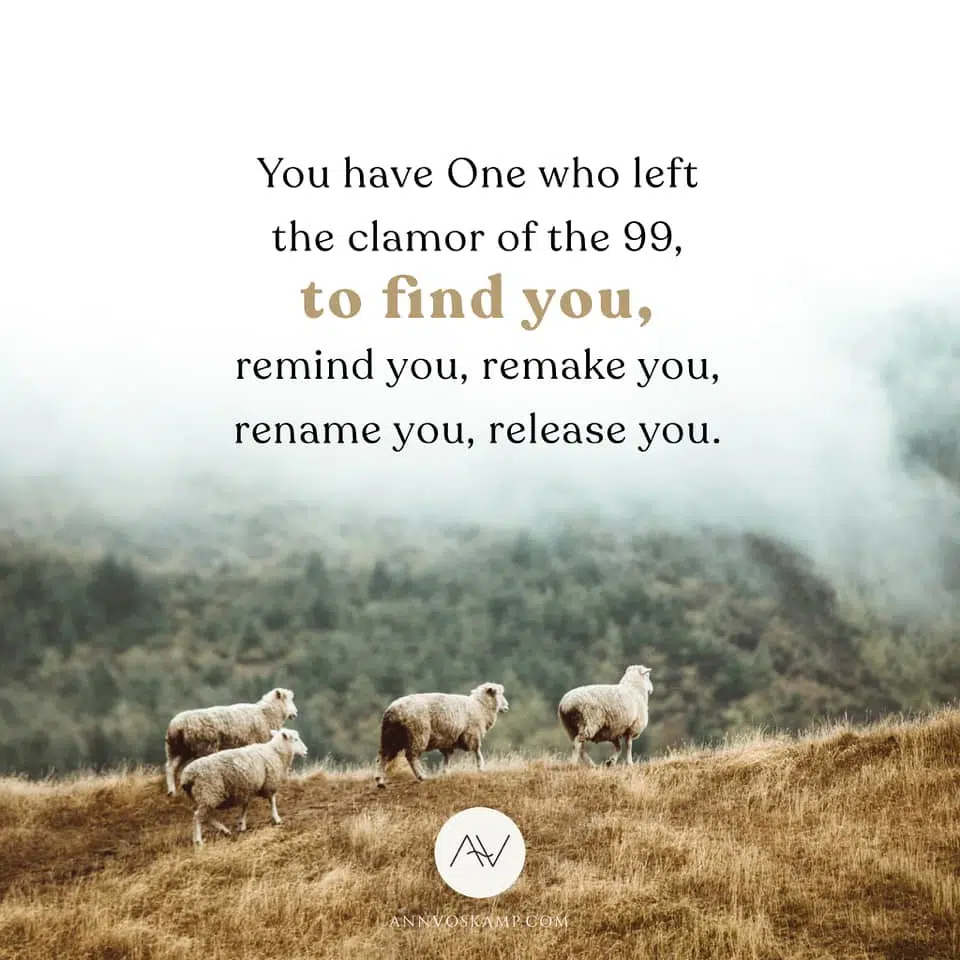 You have One who left
the clamor of the 99,
to find you,
remind you, remake you,
rename you, release you.
AV
ANNVOSKAMP.COM